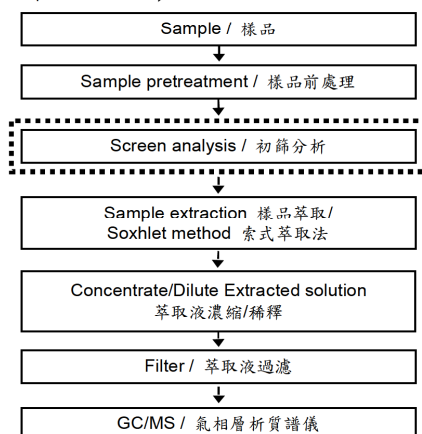 Sample / 樣品
Sample pretreatment / 樣品前處理
Screen analysis / 初篩分析
Sample extraction 樣品萃取/
Soxhlet method 索式萃取法
Concentrate/Dilute Extracted solution
萃取液濃縮/稀釋
Filter / 萃取液過濾
GC/MS / 氣相層析質譜儀